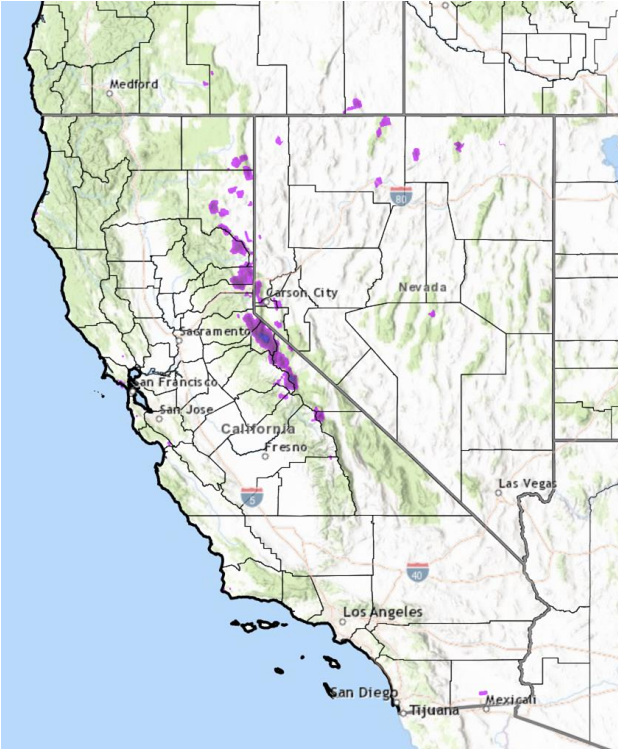 Medford
80
Carson City
Nevada
Sacramento
San Francisco
San Jose
California
Fresno
5
Las Vegas
40
Los Angeles
San Diego
Tijuana
Mexicali